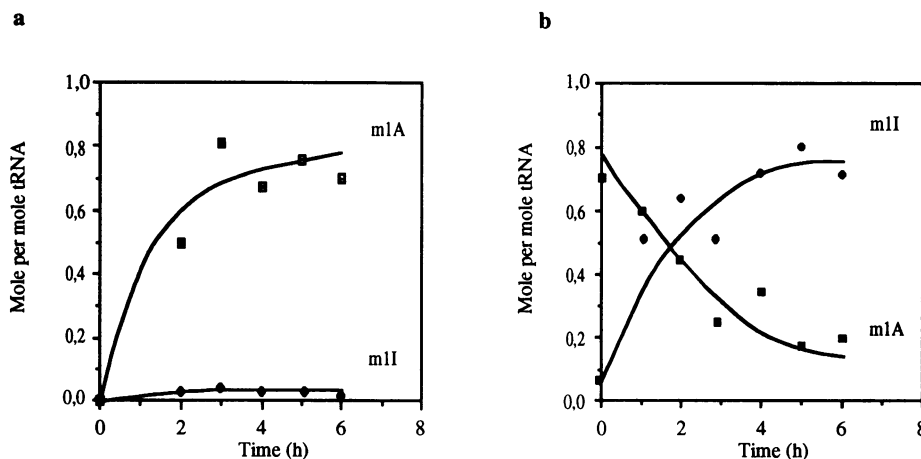 a
Mole per mole tRNA
1,0
0,8
0,6
0,4
0,2
0,0
m1A
m1I
0 2 4 6 8
Time (h)
b
Mole per mole tRNA
1,0
0,8
0,6
0,4
0,2
0,0
m1I
m1A
0 2 4 6 8
Time (h)